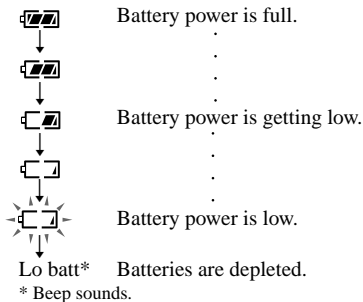 Battery power is full.
Battery power is getting low.
Battery power is low.
Lo batt* Batteries are depleted.
* Beep sounds.